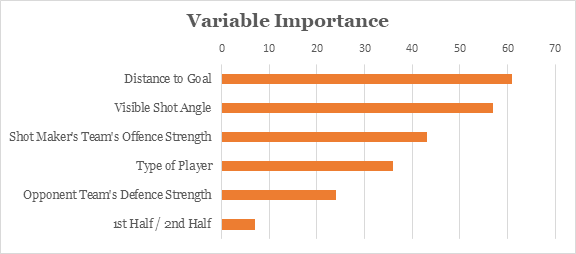 Variable Importance
0 10 20 30 40 50 60 70
Distance to Goal
Visible Shot Angle
Shot Maker's Team's Offence Strength
Type of Player
Opponent Team's Defence Strength
1st Half / 2nd Half